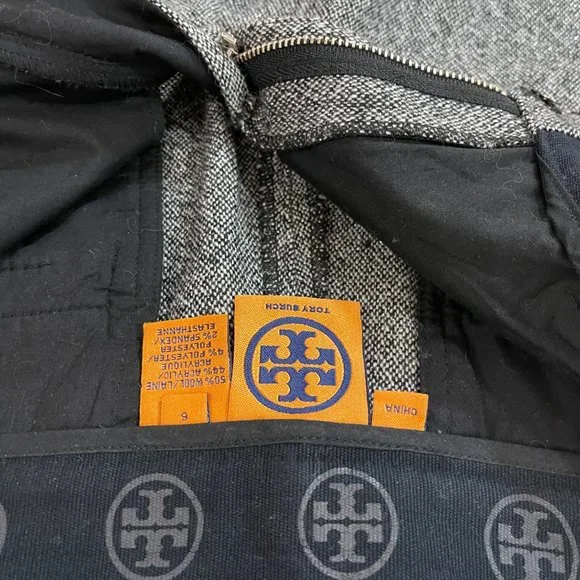 CHINA
TORY BURCH
6
50% WOOL/LAINE
44% ACRYLIC/
ACRYLIQUE
4% POLYESTER/
POLYESTER
2% SPANDEX/
ELASTHANNE